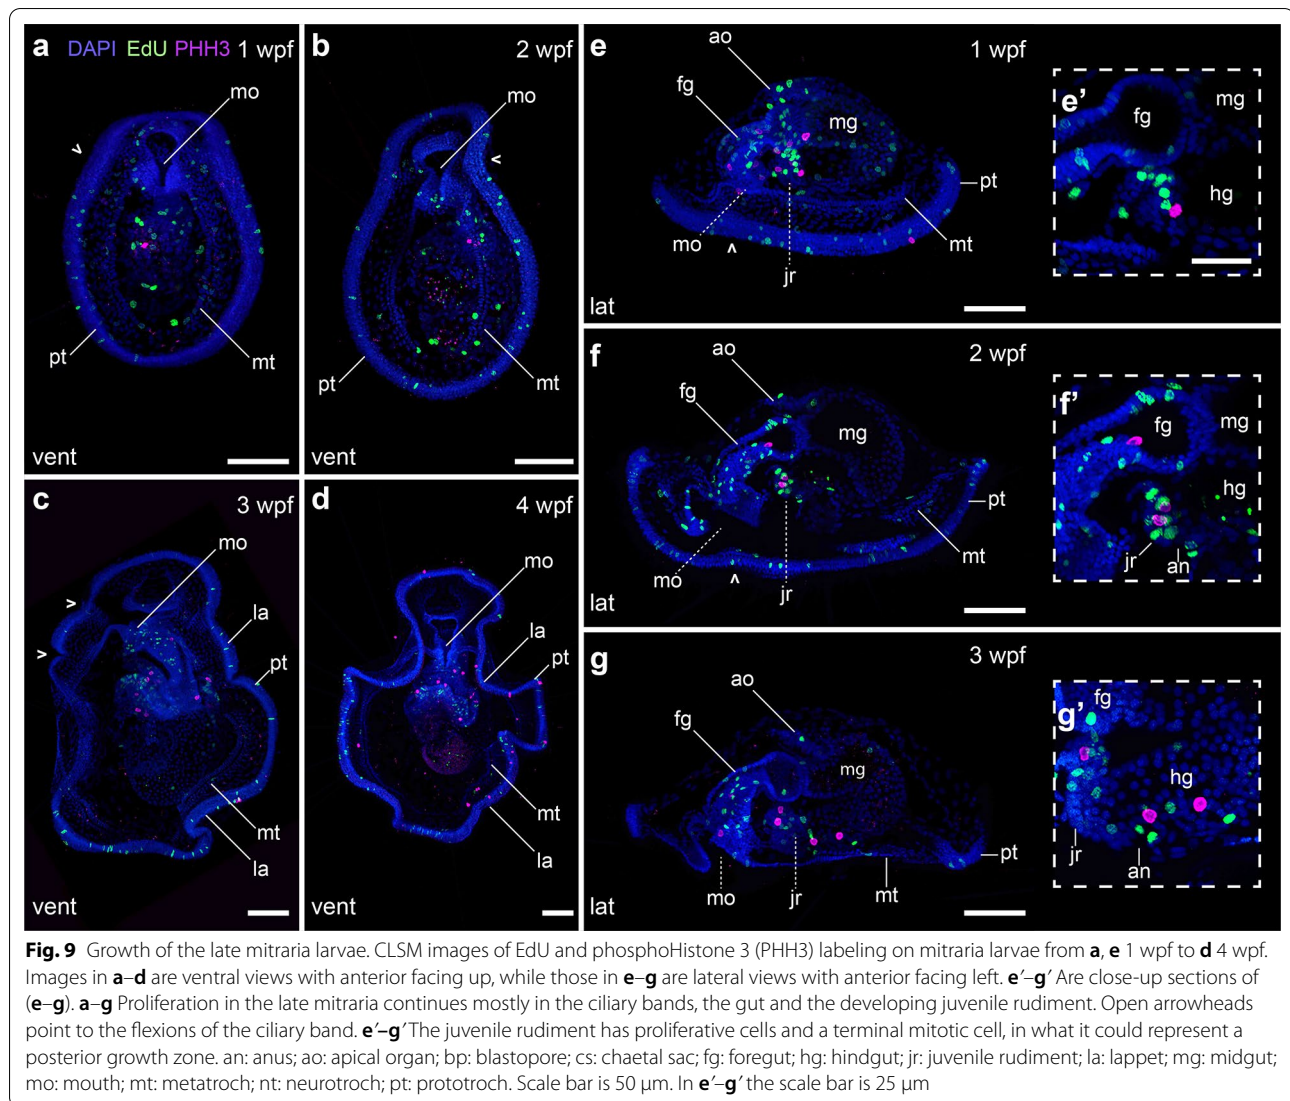 a DAPI EdU PHH3 1 wpf
mo
pt
mt
vent
b 2 wpf
mo
pt
mt
vent
c 3 wpf
mo
la
pt
mt
la
vent
d 4 wpf
mo
la
pt
mt
la
vent
e 1 wpf
ao
fg
mg
pt
mt
mo
jr
lat
e’
fg
mg
hg
f 2 wpf
ao
fg
mg
pt
mt
mo
jr
lat
f’
fg
mg
hg
jr
an
g 3 wpf
ao
fg
mg
pt
mo
jr
mt
lat
g’
fg
hg
jr
an
Fig. 9 Growth of the late mitraria larvae. CLSM images of EdU and phosphoHistone 3 (PHH3) labeling on mitraria larvae from a, e 1 wpf to d 4 wpf.
Images in a–d are ventral views with anterior facing up, while those in e–g are lateral views with anterior facing left. e′–g′ Are close-up sections of
(e–g). a–g Proliferation in the late mitraria continues mostly in the ciliary bands, the gut and the developing juvenile rudiment. Open arrowheads
point to the flexions of the ciliary band. e′–g′ The juvenile rudiment has proliferative cells and a terminal mitotic cell, in what it could represent a
posterior growth zone. an: anus; ao: apical organ; bp: blastopore; cs: chaetal sac; fg: foregut; hg: hindgut; jr: juvenile rudiment; la: lappet; mg: midgut;
mo: mouth; mt: metatroch; nt: neurotroch; pt: prototroch. Scale bar is 50 μm. In e′–g′ the scale bar is 25 μm